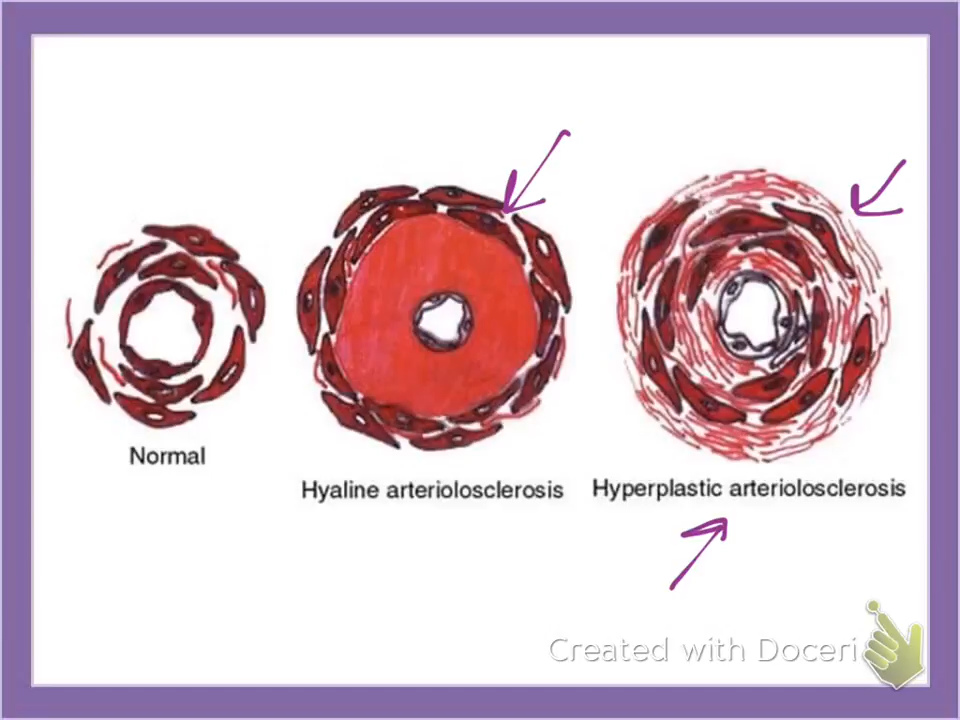 Normal
Hyaline arteriolosclerosis
Hyperplastic arteriolosclerosis
Created with Doceri